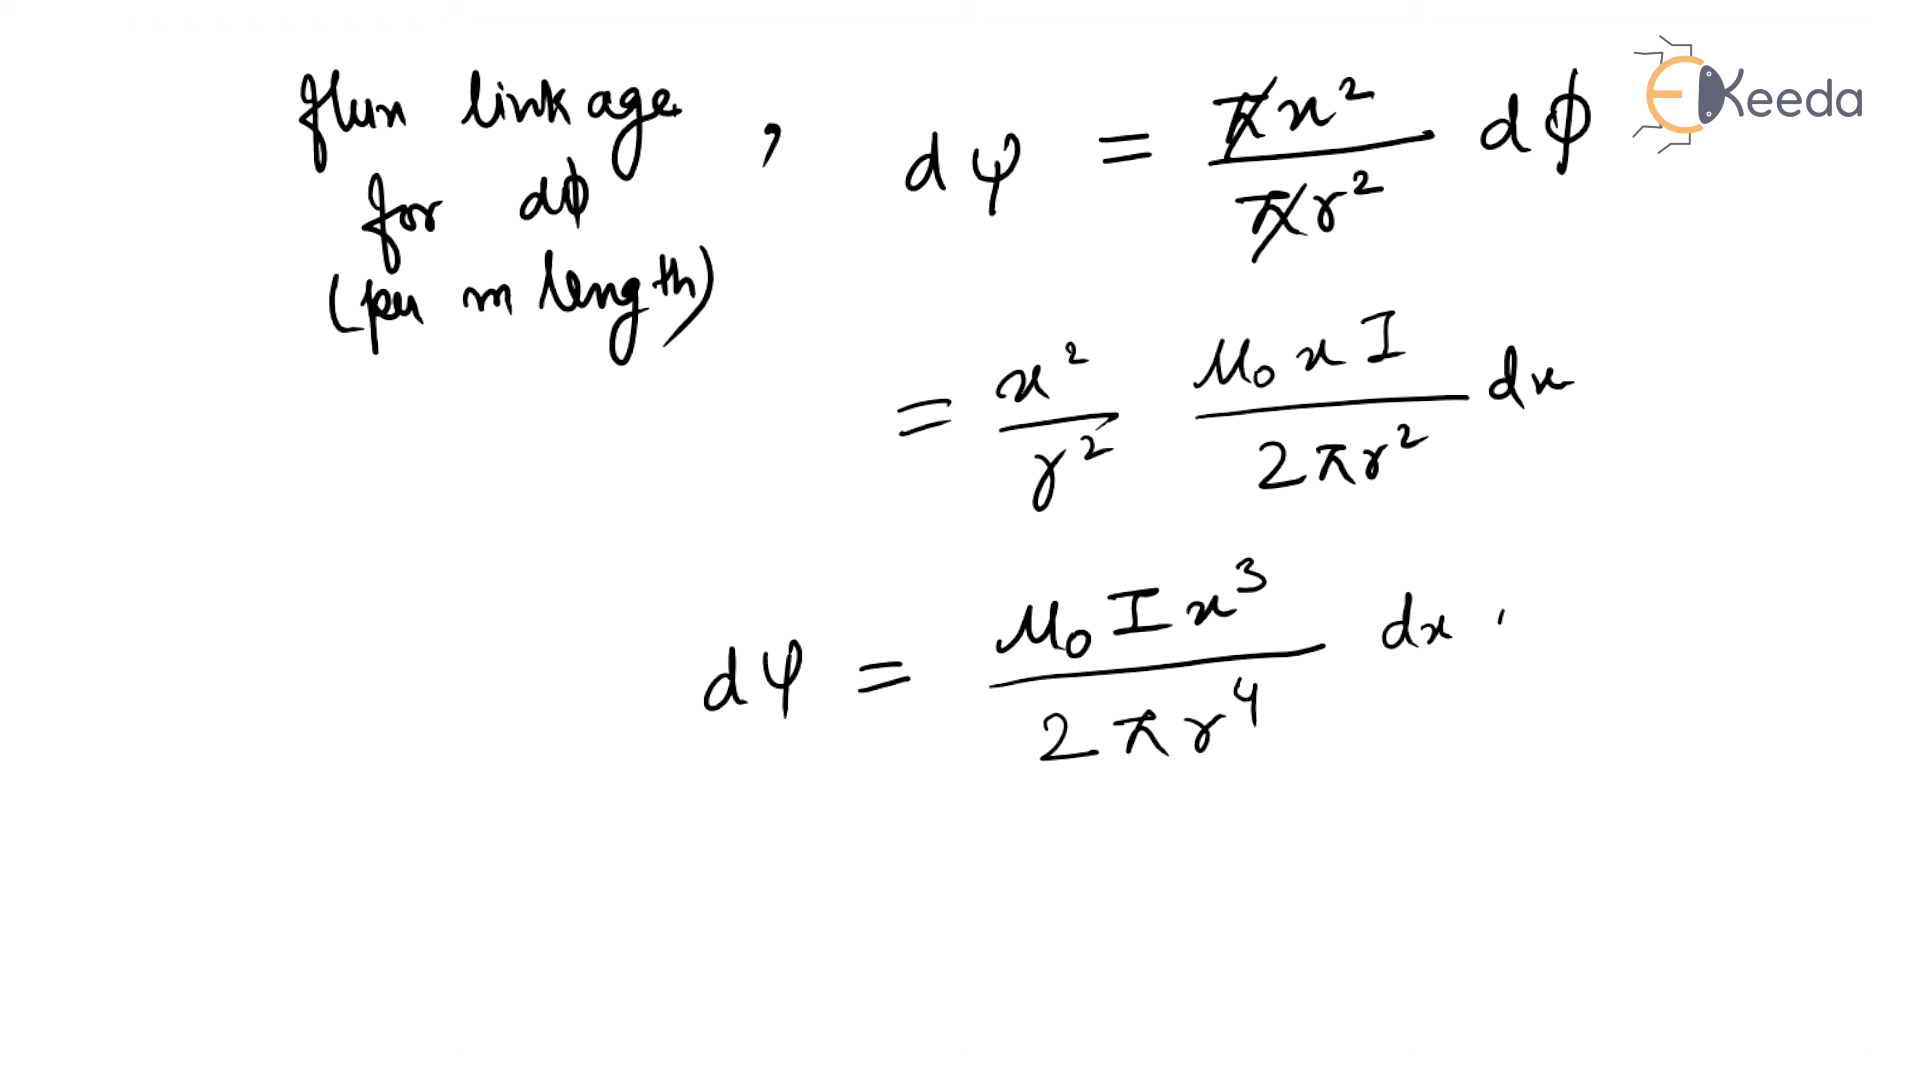 flux linkage , dψ = πx²/πr² dϕ
for dϕ
(per m length)
= x²/r² μ₀xI/2πr² dx
dψ = μ₀Ix³/2πr⁴ dx .
EKeeda